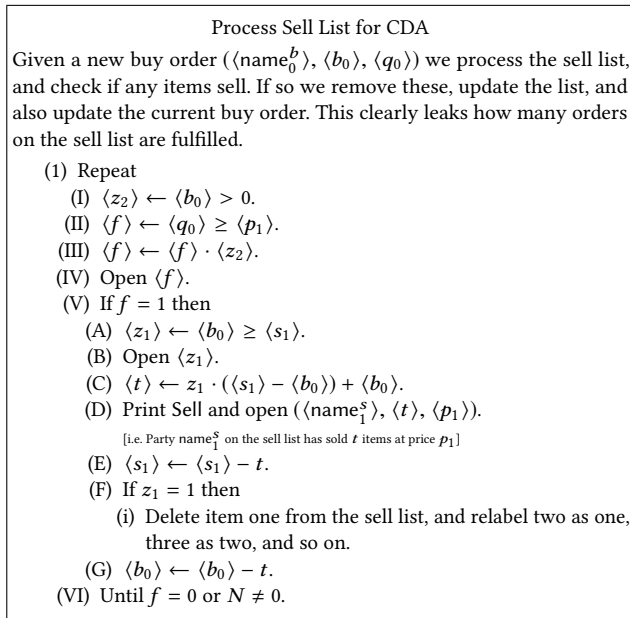 Process Sell List for CDA
Given a new buy order (⟨name₀ᵇ⟩, ⟨b₀⟩, ⟨q₀⟩) we process the sell list,
and check if any items sell. If so we remove these, update the list, and
also update the current buy order. This clearly leaks how many orders
on the sell list are fulfilled.
(1) Repeat
(I) ⟨z₂⟩ ← ⟨b₀⟩ > 0.
(II) ⟨f⟩ ← ⟨q₀⟩ ≥ ⟨p₁⟩.
(III) ⟨f⟩ ← ⟨f⟩ · ⟨z₂⟩.
(IV) Open ⟨f⟩.
(V) If f = 1 then
(A) ⟨z₁⟩ ← ⟨b₀⟩ ≥ ⟨s₁⟩.
(B) Open ⟨z₁⟩.
(C) ⟨t⟩ ← z₁ · (⟨s₁⟩ − ⟨b₀⟩) + ⟨b₀⟩.
(D) Print Sell and open (⟨name₁ˢ⟩, ⟨t⟩, ⟨p₁⟩).
[i.e. Party name₁ˢ on the sell list has sold t items at price p₁]
(E) ⟨s₁⟩ ← ⟨s₁⟩ − t.
(F) If z₁ = 1 then
(i) Delete item one from the sell list, and relabel two as one,
three as two, and so on.
(G) ⟨b₀⟩ ← ⟨b₀⟩ − t.
(VI) Until f = 0 or N ≠ 0.